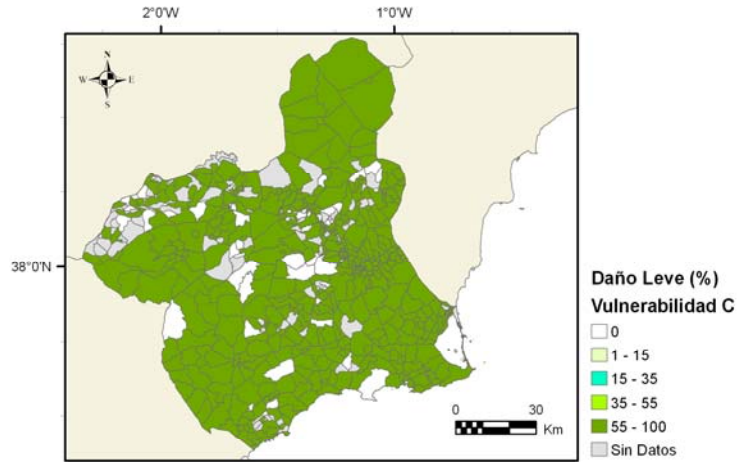 2°0'W 1°0'W
N
W E
S
38°0'N
Daño Leve (%)
Vulnerabilidad C
0
1 - 15
15 - 35
35 - 55
55 - 100
Sin Datos
0 30
Km